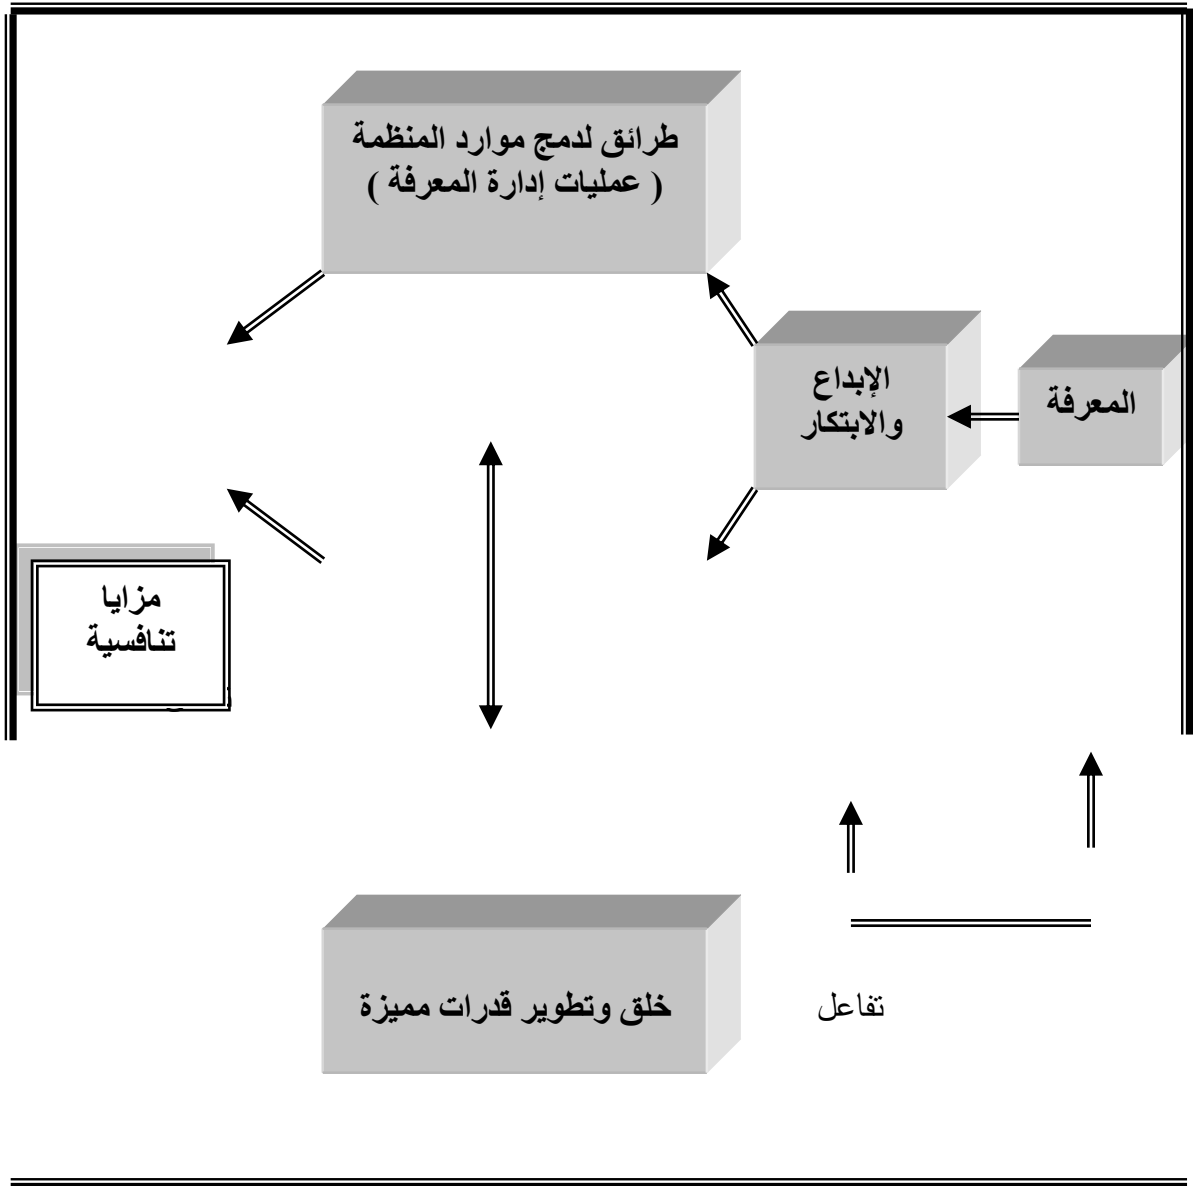 طرائق لدمج موارد المنظمة
( عمليات إدارة المعرفة )
المعرفة
الإبداع
والابتكار
مزايا
تنافسية
خلق وتطوير قدرات مميزة
تفاعل